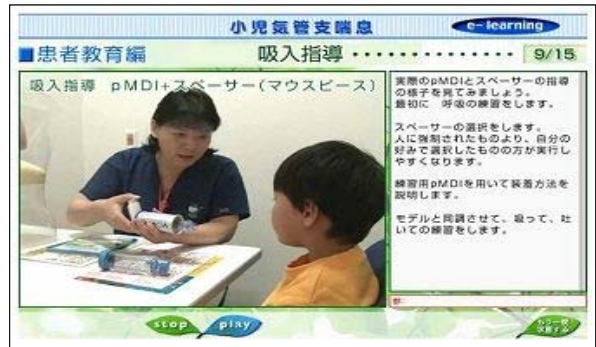 小児気管支喘息
e-learning
■患者教育編
吸入指導・・・・・・・・・・・・・・・
9/15
吸入指導 pMDI+スペーサー(マウスピース)
実際のpMDIとスペーサーの指導
の様子を見てみましょう。
最初に 呼吸の練習をします。
スペーサーの選択をします。
人に強制されたものより、自分の
好みで選択したものの方が実行し
やすくなります。
練習用pMDIを用いて装着方法を
説明します。
モデルと同調させて、吸って、吐
いての練習をします。
stop
play
もう一度
学習する